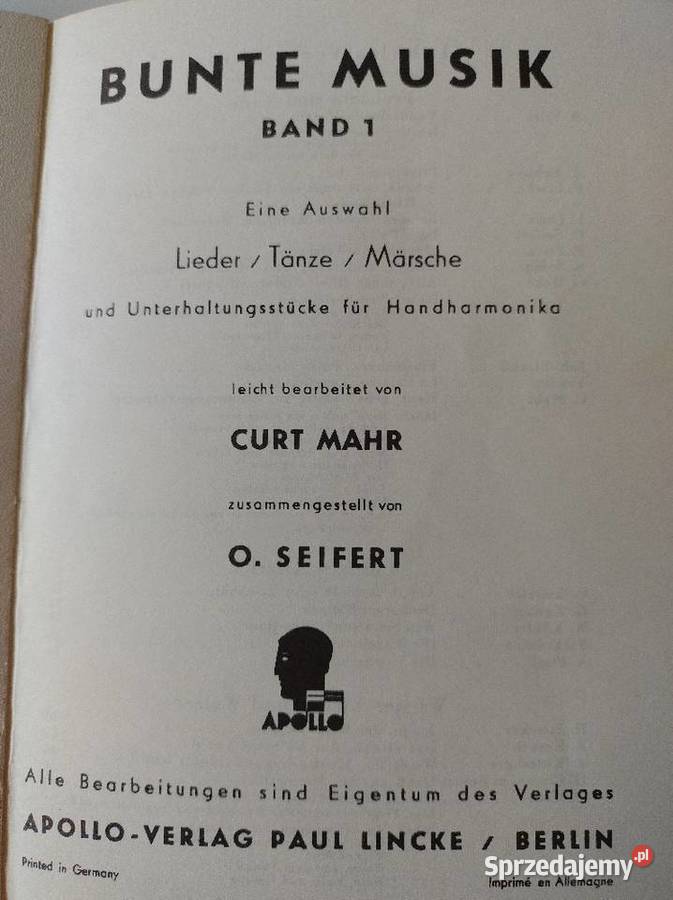 BUNTE MUSIK
BAND 1
Eine Auswahl
Lieder / Tänze / Märsche
und Unterhaltungsstücke für Handharmonika
leicht bearbeitet von
CURT MAHR
zusammengestellt von
O. SEIFERT
APOLLO
Alle Bearbeitungen sind Eigentum des Verlages
APOLLO-VERLAG PAUL LINCKE / BERLIN
Printed in Germany
Imprimé en Allemagne
Sprzedajemy.pl